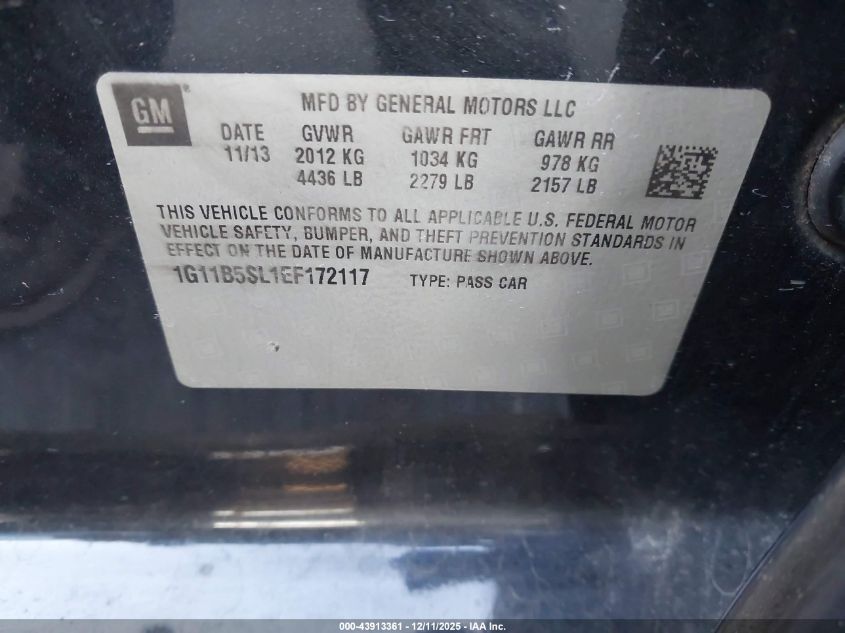 GM
®
MFD BY GENERAL MOTORS LLC
DATE GVWR GAWR FRT GAWR RR
11/13 2012 KG 1034 KG 978 KG
4436 LB 2279 LB 2157 LB
THIS VEHICLE CONFORMS TO ALL APPLICABLE U.S. FEDERAL MOTOR
VEHICLE SAFETY, BUMPER, AND THEFT PREVENTION STANDARDS IN
EFFECT ON THE DATE OF MANUFACTURE SHOWN ABOVE.
1G11B5SL1EF172117 TYPE: PASS CAR
000-43913361 - 12/11/2025 - IAAI.COM